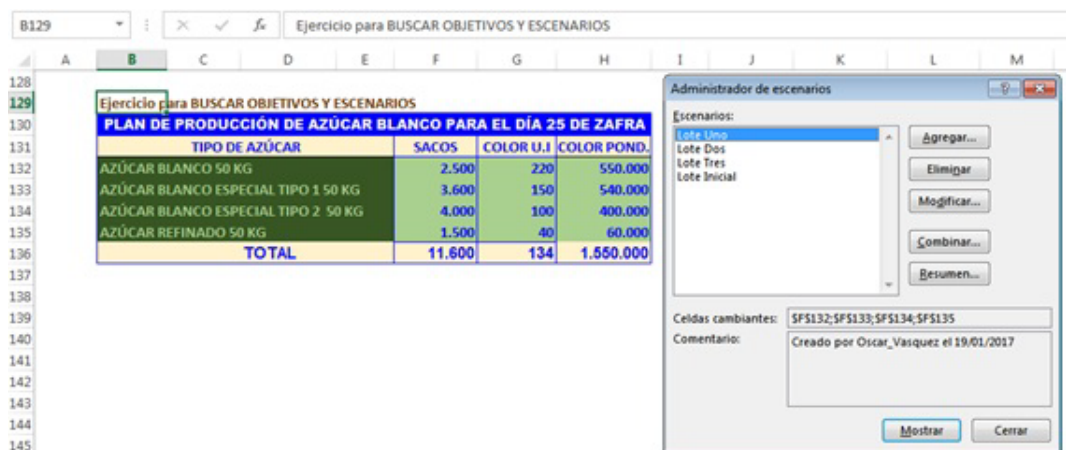 B129 fx Ejercicio para BUSCAR OBJETIVOS Y ESCENARIOS
A B C D E F G H I J K L M
128
129 Ejercicio para BUSCAR OBJETIVOS Y ESCENARIOS
130 PLAN DE PRODUCCIÓN DE AZÚCAR BLANCO PARA EL DÍA 25 DE ZAFRA
131 TIPO DE AZÚCAR SACOS COLOR U.I COLOR POND.
132 AZÚCAR BLANCO 50 KG 2.500 220 550.000
133 AZÚCAR BLANCO ESPECIAL TIPO 1 50 KG 3.600 150 540.000
134 AZÚCAR BLANCO ESPECIAL TIPO 2 50 KG 4.000 100 400.000
135 AZÚCAR REFINADO 50 KG 1.500 40 60.000
136 TOTAL 11.600 134 1.550.000
137
138
139
140
141
142
143
144
145
Administrador de escenarios
Escenarios:
Lote Uno
Lote Dos
Lote Tres
Lote Inicial
Agregar...
Eliminar
Modificar...
Combinar...
Resumen...
Celdas cambiantes: $F$132;$F$133;$F$134;$F$135
Comentario: Creado por Oscar_Vasquez el 19/01/2017
Mostrar Cerrar